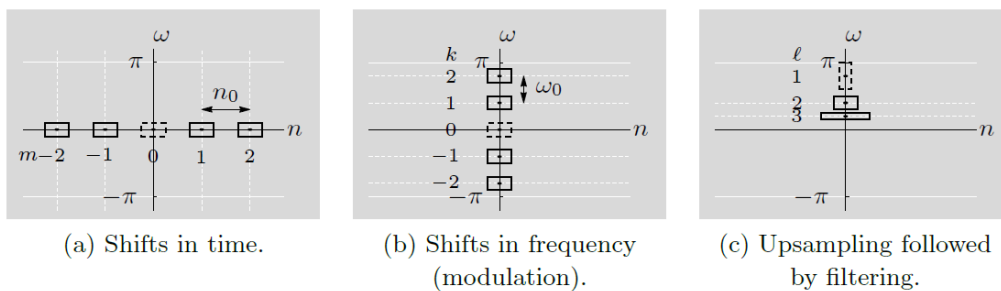 ω
π
n₀
n
m −2 −1 0 1 2
−π
(a) Shifts in time.
ω
k
π
2
ω₀
1
0
n
−1
−2
−π
(b) Shifts in frequency
(modulation).
ω
ℓ
π
1
2
3
n
−π
(c) Upsampling followed
by filtering.